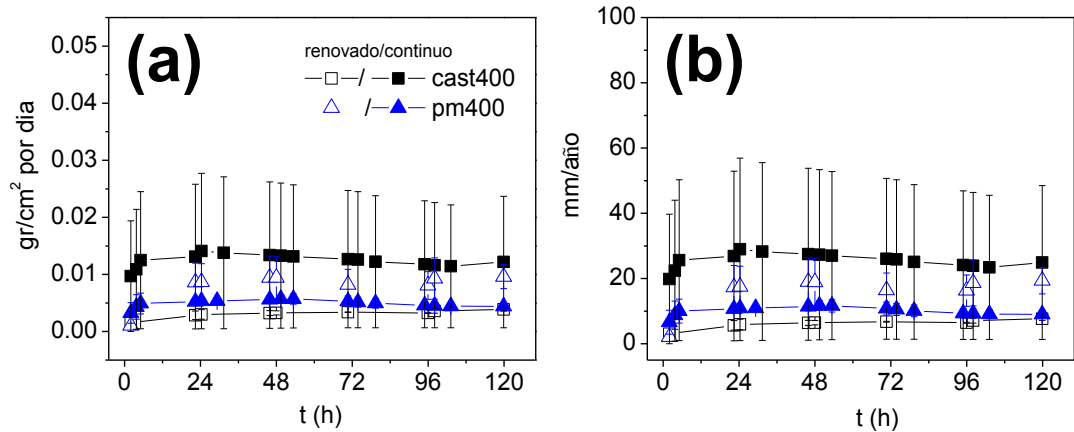 (a)
gr/cm² por dia
0.05
0.04
0.03
0.02
0.01
0.00
renovado/continuo
/ cast400
/ pm400
0 24 48 72 96 120
t (h)
(b)
mm/año
100
80
60
40
20
0
0 24 48 72 96 120
t (h)